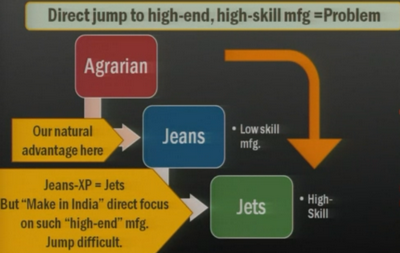 Direct jump to high-end, high-skill mfg =Problem
Agrarian
Our natural
advantage here
Jeans
• Low skill
mfg.
Jeans-XP = Jets
But “Make in India” direct focus
on such “high-end” mfg.
Jump difficult.
Jets
• High-
Skill